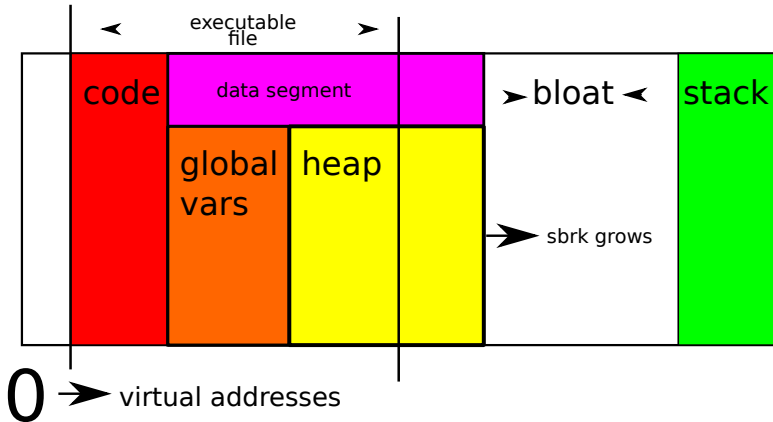 executable
file
code
data segment
bloat
stack
global
vars
heap
sbrk grows
0
virtual addresses